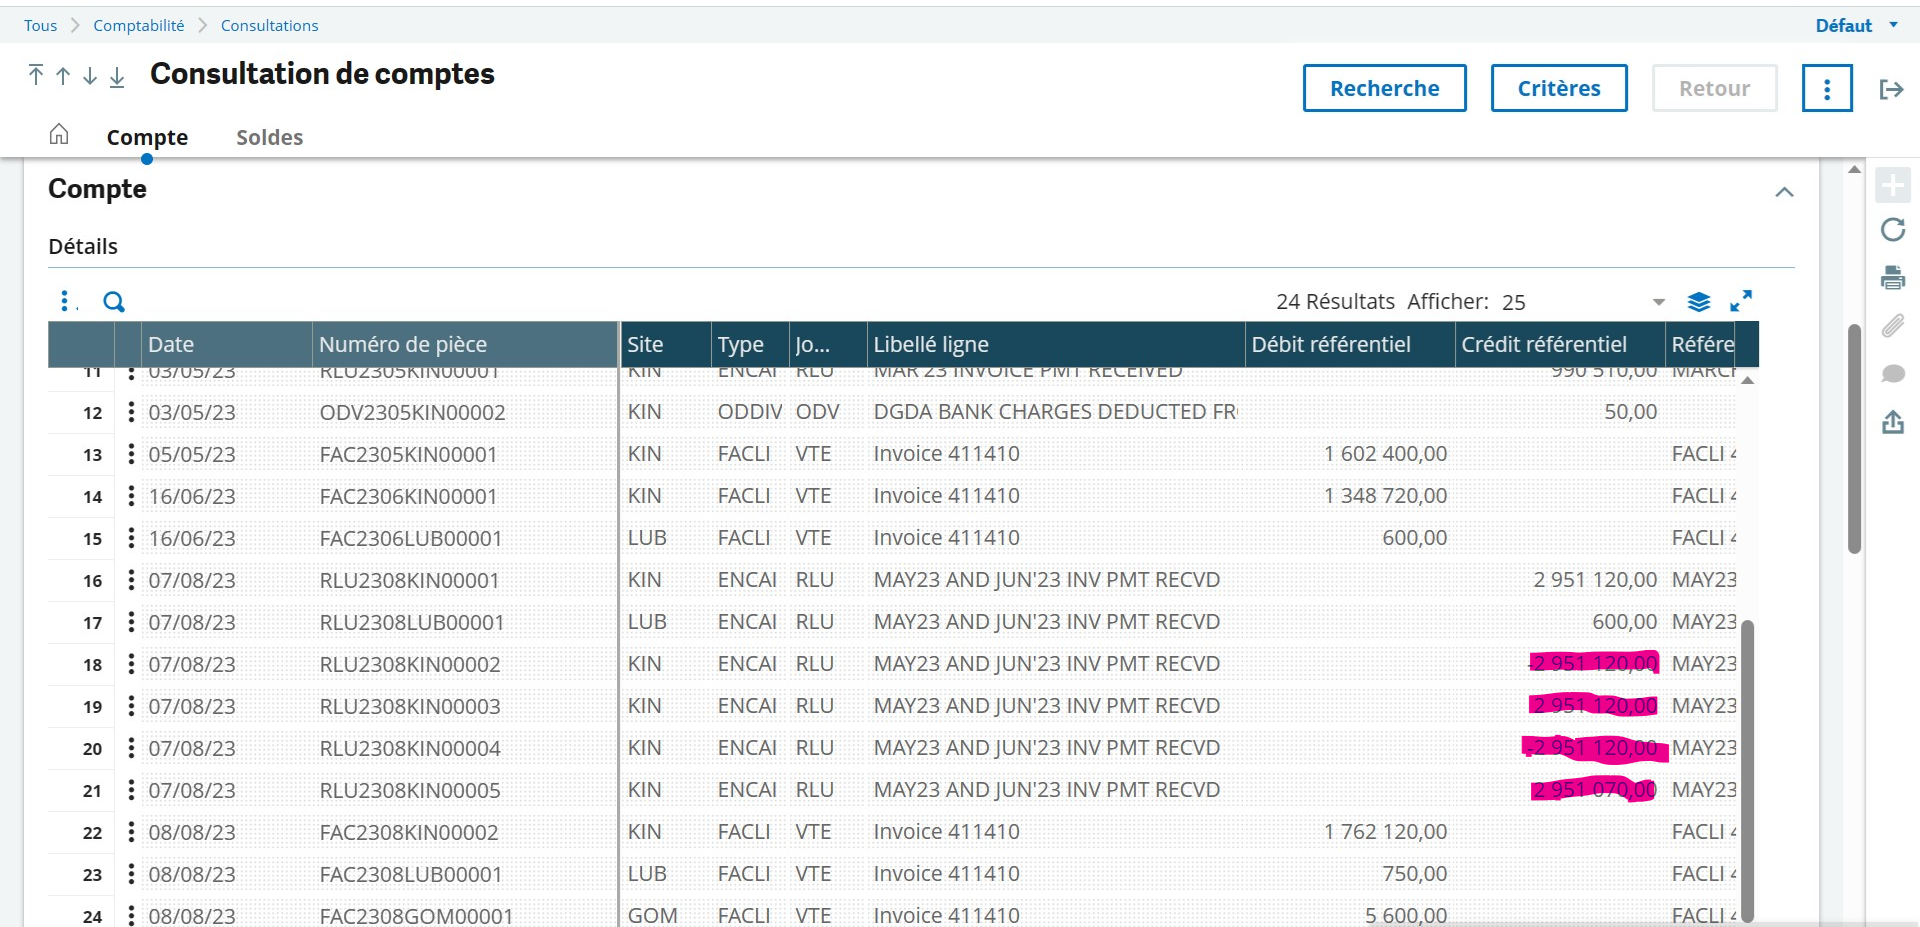 Tous Comptabilité Consultations Défaut
Consultation de comptes Recherche Critères Retour
Compte Soldes
Compte
Détails
24 Résultats Afficher: 25
Date Numéro de pièce Site Type Jo... Libellé ligne Débit référentiel Crédit référentiel Référe
11 03/05/23 RLU2305KIN00001 KIN ENCAI RLU MAR'23 INVOICE PMT RECEIVED 990 510,00 MARCH
12 03/05/23 ODV2305KIN00002 KIN ODDIV ODV DGDA BANK CHARGES DEDUCTED FR 50,00
13 05/05/23 FAC2305KIN00001 KIN FACLI VTE Invoice 411410 1 602 400,00 FACLI 4
14 16/06/23 FAC2306KIN00001 KIN FACLI VTE Invoice 411410 1 348 720,00 FACLI 4
15 16/06/23 FAC2306LUB00001 LUB FACLI VTE Invoice 411410 600,00 FACLI 4
16 07/08/23 RLU2308KIN00001 KIN ENCAI RLU MAY23 AND JUN'23 INV PMT RECVD 2 951 120,00 MAY23
17 07/08/23 RLU2308LUB00001 LUB ENCAI RLU MAY23 AND JUN'23 INV PMT RECVD 600,00 MAY23
18 07/08/23 RLU2308KIN00002 KIN ENCAI RLU MAY23 AND JUN'23 INV PMT RECVD -2 951 120,00 MAY23
19 07/08/23 RLU2308KIN00003 KIN ENCAI RLU MAY23 AND JUN'23 INV PMT RECVD 2 951 120,00 MAY23
20 07/08/23 RLU2308KIN00004 KIN ENCAI RLU MAY23 AND JUN'23 INV PMT RECVD -2 951 120,00 MAY23
21 07/08/23 RLU2308KIN00005 KIN ENCAI RLU MAY23 AND JUN'23 INV PMT RECVD 2 951 070,00 MAY23
22 08/08/23 FAC2308KIN00002 KIN FACLI VTE Invoice 411410 1 762 120,00 FACLI 4
23 08/08/23 FAC2308LUB00001 LUB FACLI VTE Invoice 411410 750,00 FACLI 4
24 08/08/23 FAC2308GOM00001 GOM FACLI VTE Invoice 411410 5 600,00 FACLI 4